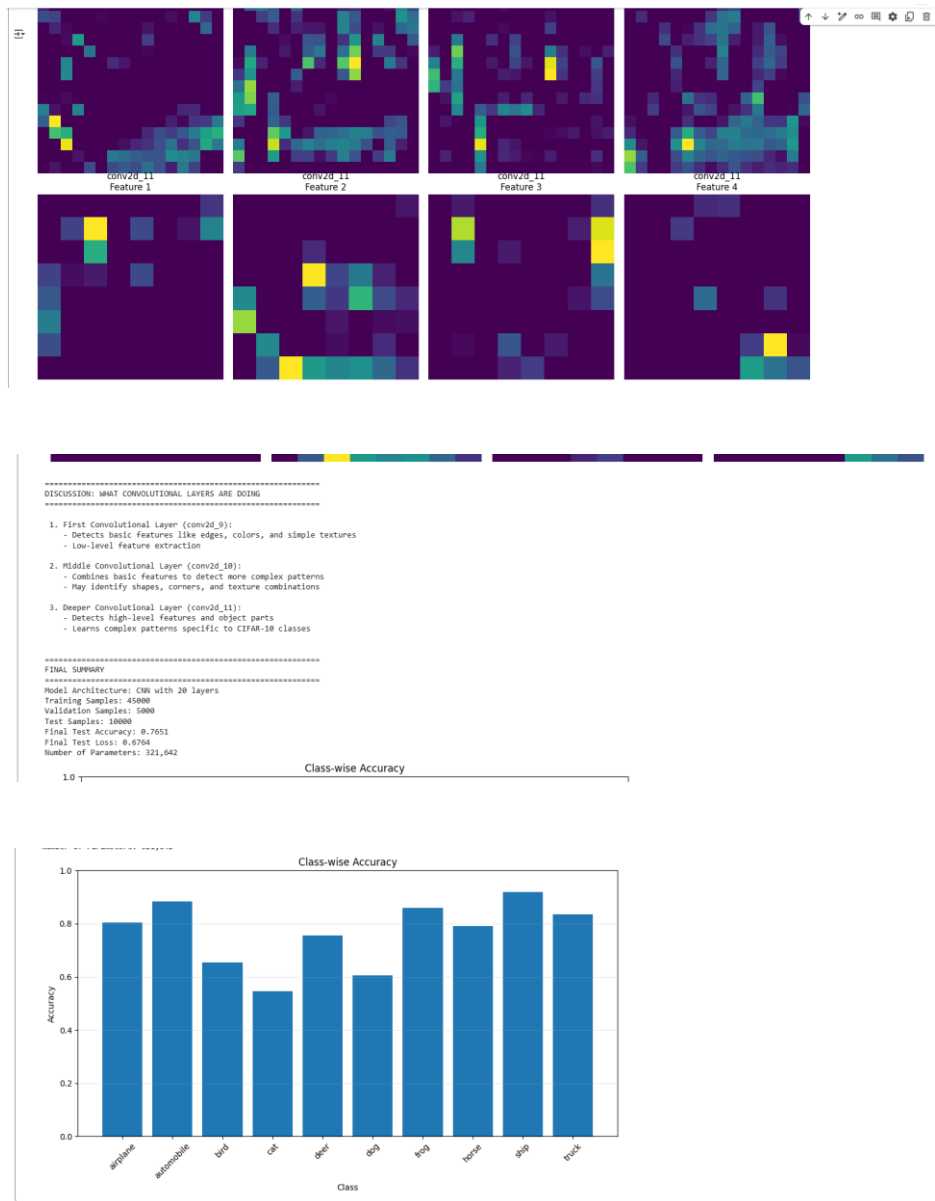 conv2d_11 conv2d_11 conv2d_11 conv2d_11
Feature 1 Feature 2 Feature 3 Feature 4
============================================================
DISCUSSION: WHAT CONVOLUTIONAL LAYERS ARE DOING
============================================================
1. First Convolutional Layer (conv2d_9):
- Detects basic features like edges, colors, and simple textures
- Low-level feature extraction
2. Middle Convolutional Layer (conv2d_10):
- Combines basic features to detect more complex patterns
- May identify shapes, corners, and texture combinations
3. Deeper Convolutional Layer (conv2d_11):
- Detects high-level features and object parts
- Learns complex patterns specific to CIFAR-10 classes
============================================================
FINAL SUMMARY
============================================================
Model Architecture: CNN with 20 layers
Training Samples: 45000
Validation Samples: 5000
Test Samples: 10000
Final Test Accuracy: 0.7651
Final Test Loss: 0.6764
Number of Parameters: 321,642
Class-wise Accuracy
1.0
Class-wise Accuracy
1.0
0.8
0.6
0.4
0.2
0.0
Accuracy
airplane automobile bird cat deer dog frog horse ship truck
Class